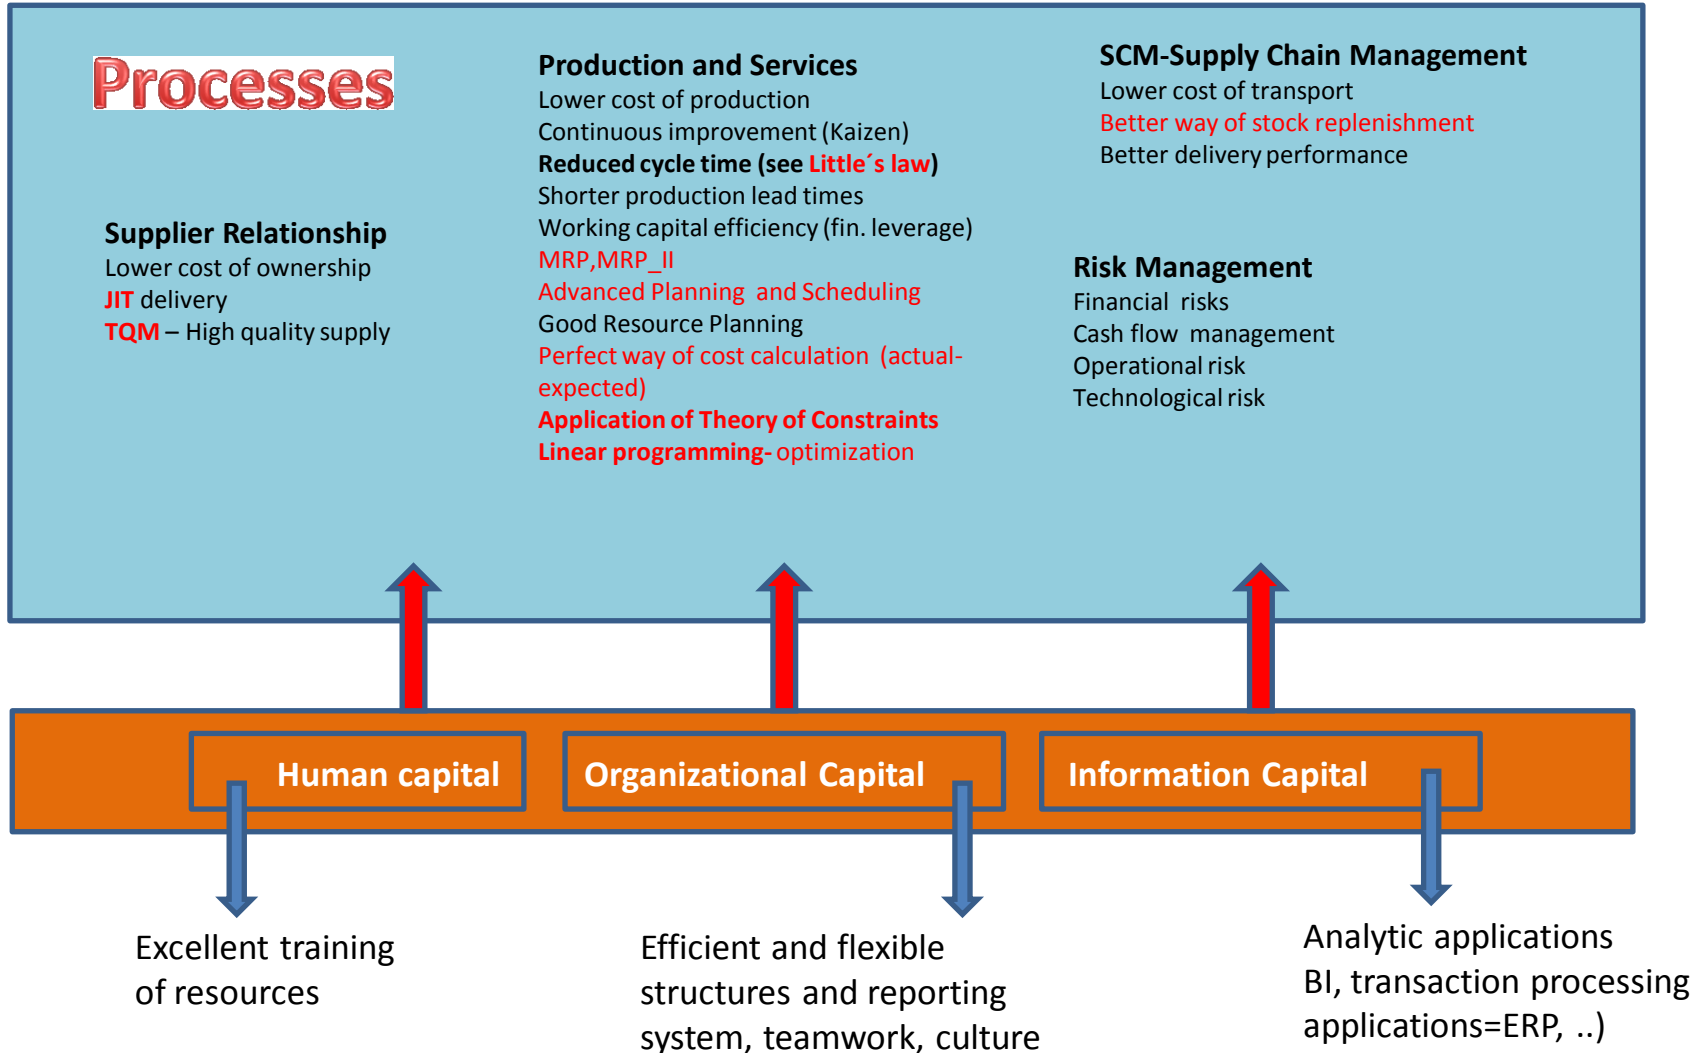 Processes
Supplier Relationship
Lower cost of ownership
JIT delivery
TQM – High quality supply
Production and Services
Lower cost of production
Continuous improvement (Kaizen)
Reduced cycle time (see Little´s law)
Shorter production lead times
Working capital efficiency (fin. leverage)
MRP,MRP_II
Advanced Planning and Scheduling
Good Resource Planning
Perfect way of cost calculation (actual-
expected)
Application of Theory of Constraints
Linear programming- optimization
SCM-Supply Chain Management
Lower cost of transport
Better way of stock replenishment
Better delivery performance
Risk Management
Financial risks
Cash flow management
Operational risk
Technological risk
Human capital
Organizational Capital
Information Capital
Excellent training
of resources
Efficient and flexible
structures and reporting
system, teamwork, culture
Analytic applications
BI, transaction processing
applications=ERP, ..)